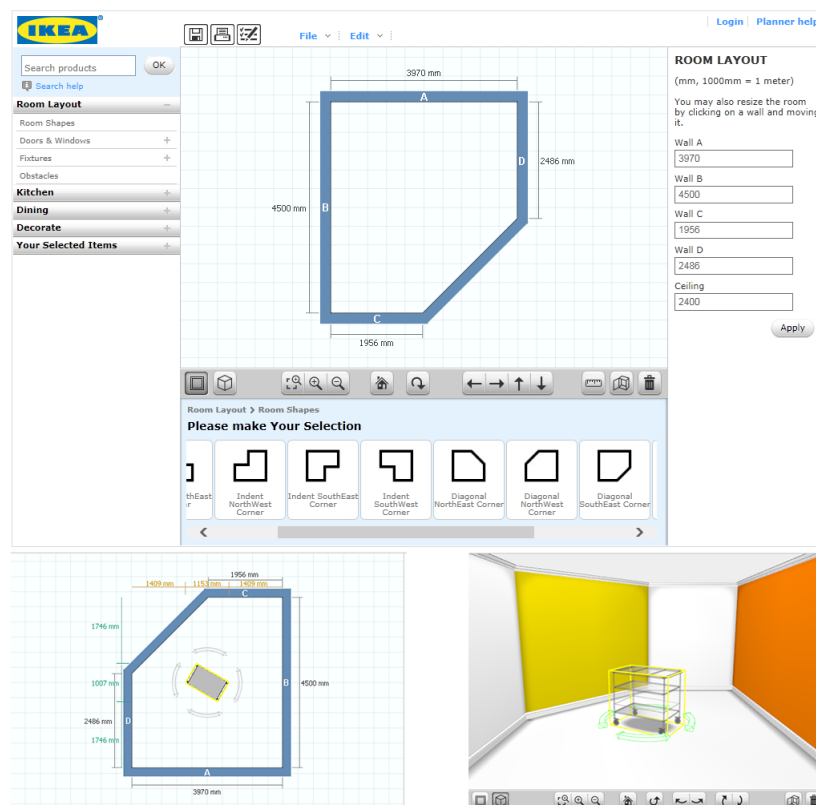 IKEA®
Login
Planner help
File
Edit
Search products
OK
Search help
Room Layout
Room Shapes
Doors & Windows
Fixtures
Obstacles
Kitchen
Dining
Decorate
Your Selected Items
3970 mm
A
D
2486 mm
4500 mm
B
C
1956 mm
ROOM LAYOUT
(mm, 1000mm = 1 meter)
You may also resize the room
by clicking on a wall and moving
it.
Wall A
3970
Wall B
4500
Wall C
1956
Wall D
2486
Ceiling
2400
Apply
Room Layout > Room Shapes
Please make Your Selection
Indent
NorthWest
Corner
Indent SouthEast
Corner
Indent
SouthWest
Corner
Diagonal
NorthEast Corner
Diagonal
NorthWest
Corner
Diagonal
SouthEast Corner
1956 mm
1409 mm
1153 mm
1409 mm
C
1746 mm
1007 mm
B
4500 mm
2486 mm
D
1746 mm
A
3970 mm